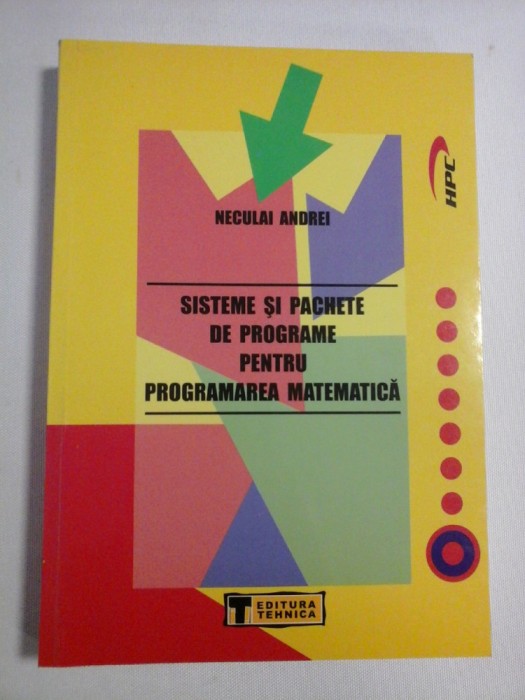 HPC
NECULAI ANDREI
SISTEME ŞI PACHETE
DE PROGRAME
PENTRU
PROGRAMAREA MATEMATICĂ
T EDITURA
TEHNICA